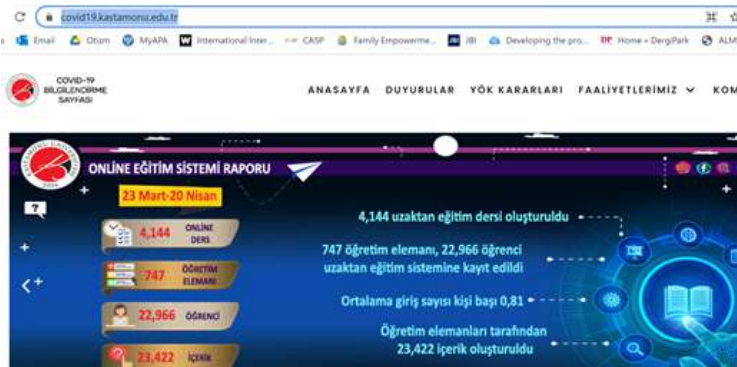 covid19.kastamonu.edu.tr
Email Otizm MyAPA International Inter... CASP Family Empowerme... JBI Developing the pro... Home » DergiPark ALM
COVID-19
BİLGİLENDİRME
SAYFASI
ANASAYFA DUYURULAR YÖK KARARLARI FAALİYETLERİMİZ KOM
ONLİNE EĞİTİM SİSTEMİ RAPORU
23 Mart-20 Nisan
4,144 ONLİNE
DERS
747 ÖĞRETİM
ELEMANI
22,966 ÖĞRENCİ
23,422 İÇERİK
4,144 uzaktan eğitim dersi oluşturuldu
747 öğretim elemanı, 22,966 öğrenci
uzaktan eğitim sistemine kayıt edildi
Ortalama giriş sayısı kişi başı 0,81
Öğretim elemanları tarafından
23,422 içerik oluşturuldu